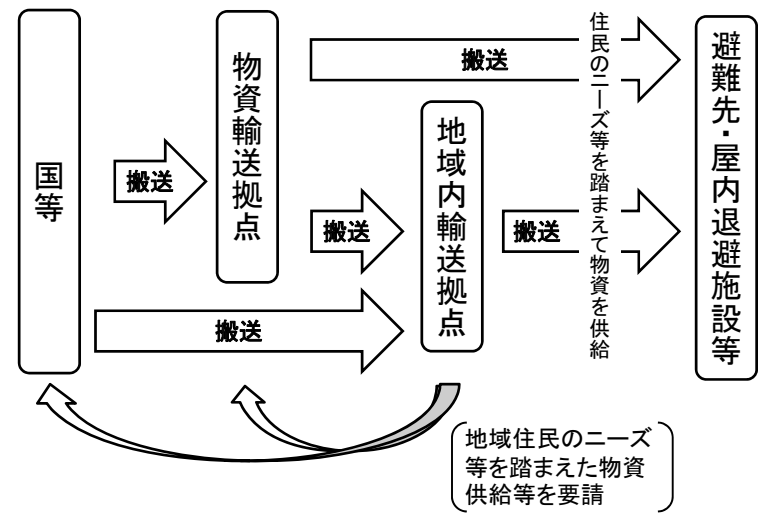 国等
搬送
物資輸送拠点
搬送
搬送
地域内輸送拠点
搬送
搬送
住民のニーズ等を踏まえて物資を供給
避難先・屋内退避施設等
地域住民のニーズ
等を踏まえた物資
供給等を要請